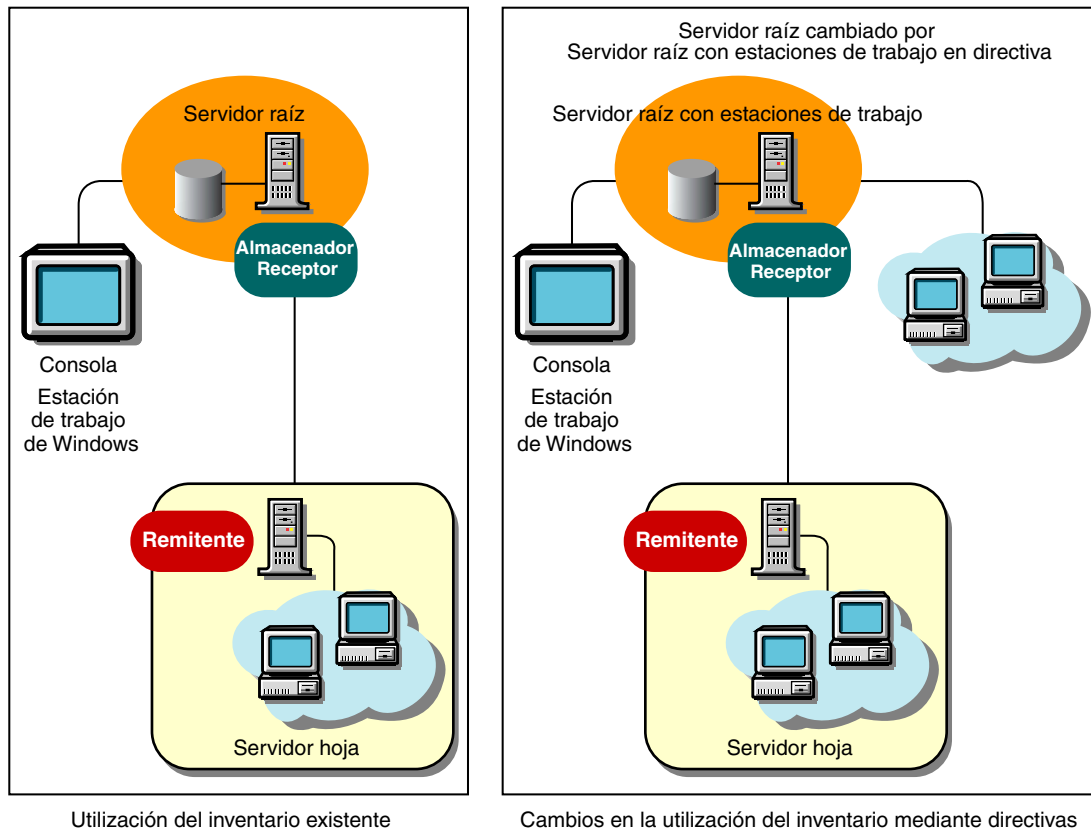 Servidor raíz
Almacenador
Receptor
Consola
Estación
de trabajo
de Windows
Remitente
Servidor hoja
Utilización del inventario existente
Servidor raíz cambiado por
Servidor raíz con estaciones de trabajo en directiva
Servidor raíz con estaciones de trabajo
Almacenador
Receptor
Consola
Estación
de trabajo
de Windows
Remitente
Servidor hoja
Cambios en la utilización del inventario mediante directivas